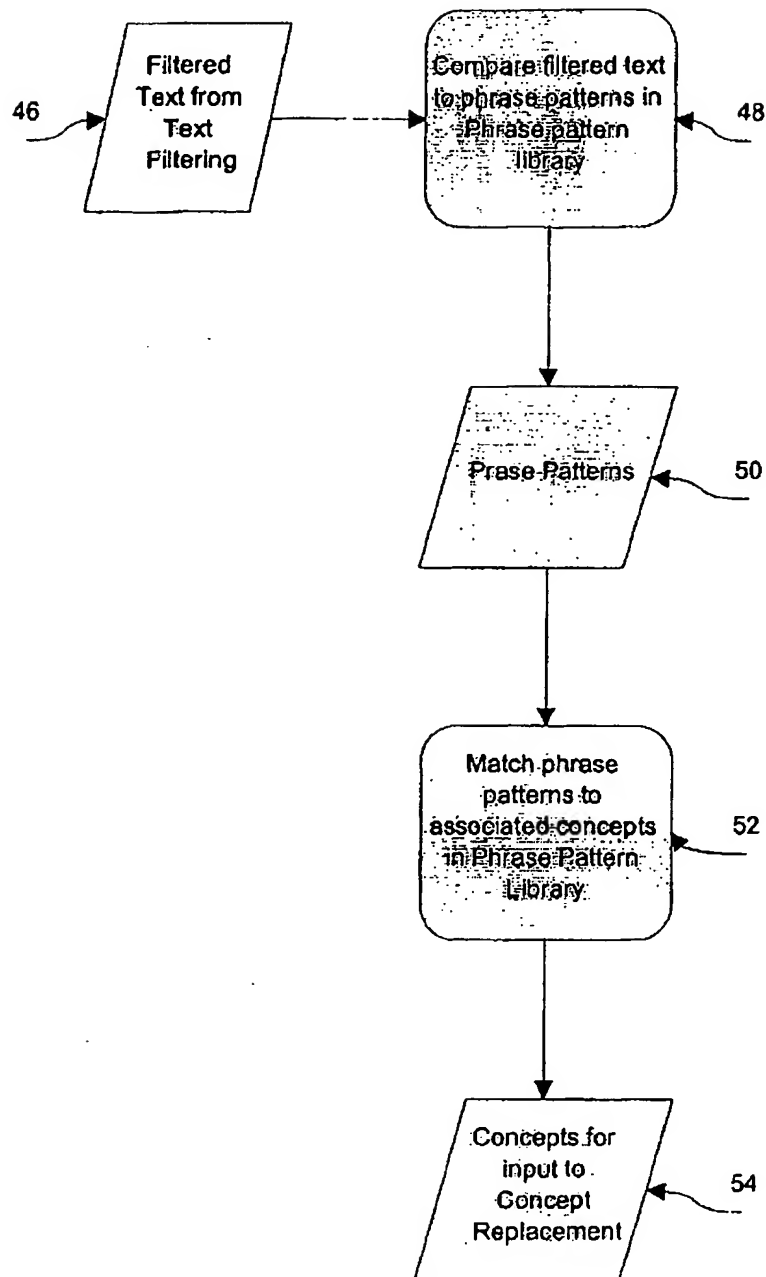 46
Filtered
Text from
Text
Filtering
Compare filtered text
to phrase patterns in
Phrase pattern
library
48
Prase Patterns
50
Match phrase
patterns to
associated concepts
in Phrase Pattern
Library
52
Concepts for
input to
Concept
Replacement
54